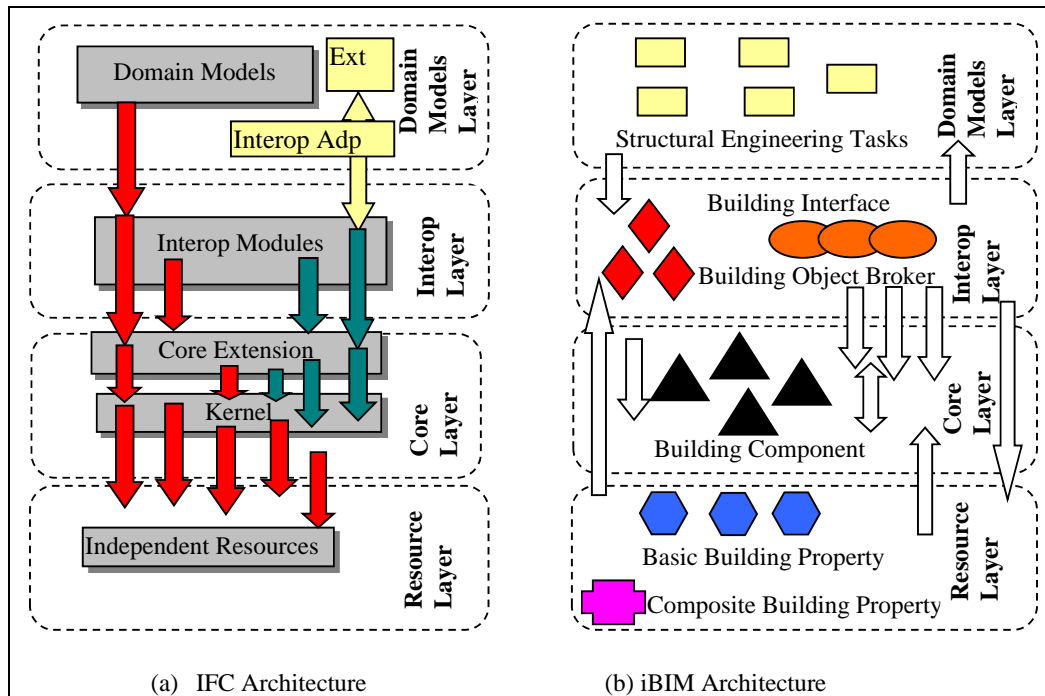 Domain Models
Ext
Interop Adp
Domain
Models
Layer
Interop Modules
Interop
Layer
Core Extension
Kernel
Core
Layer
Independent Resources
Resource
Layer
(a) IFC Architecture
Structural Engineering Tasks
Domain
Models
Layer
Building Interface
Building Object Broker
Interop
Layer
Building Component
Core
Layer
Basic Building Property
Composite Building Property
Resource
Layer
(b) iBIM Architecture